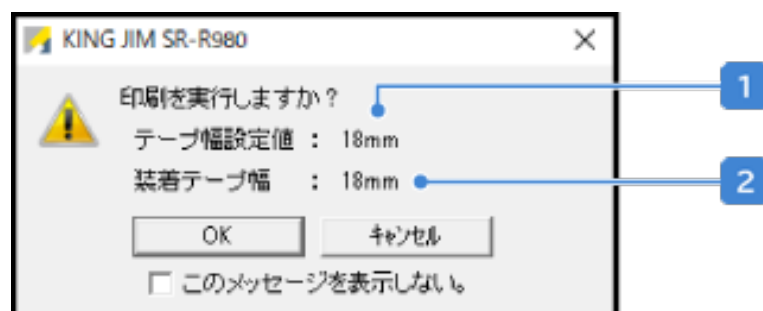 KING JIM SR-R980
印刷を実行しますか？
テープ幅設定値 ： 18mm
装着テープ幅 ： 18mm
OK
ｷｬﾝｾﾙ
このメッセージを表示しない。
1
2